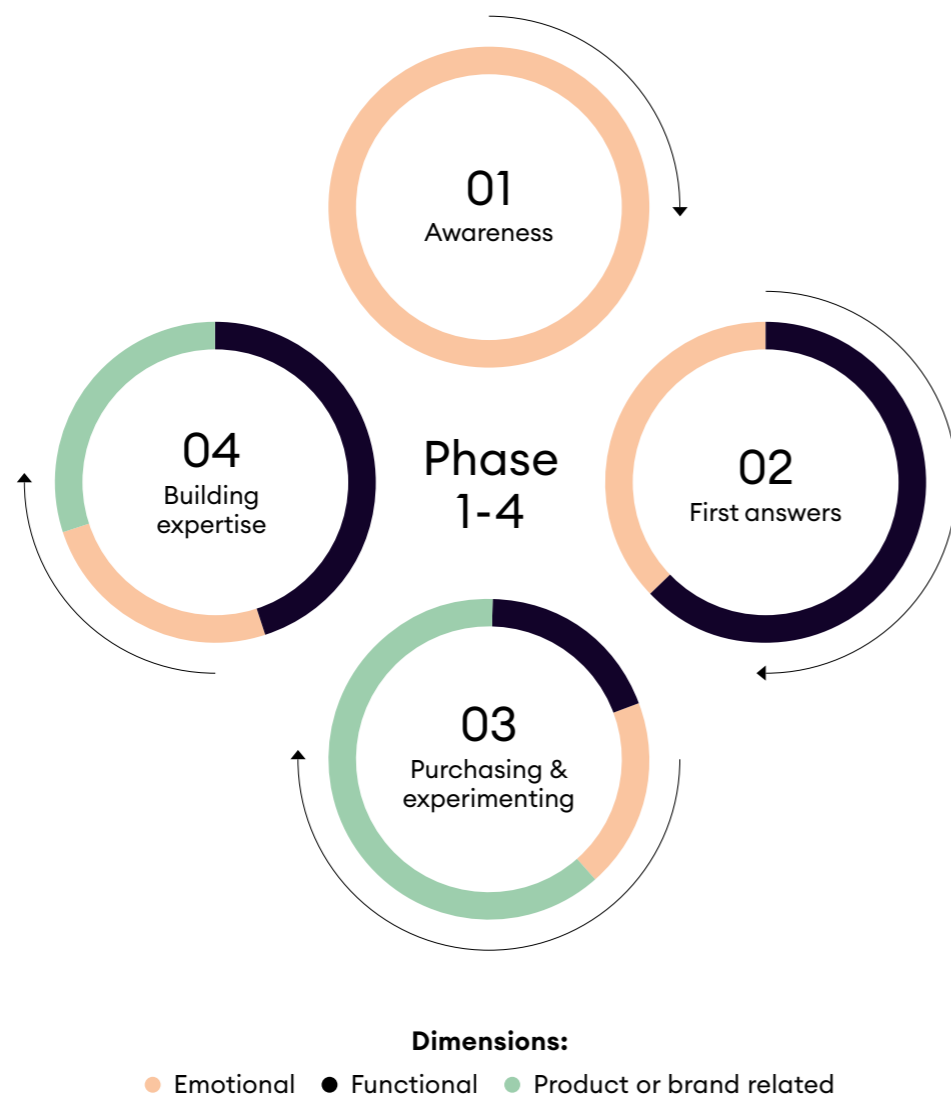 01
Awareness
04
Building
expertise
Phase
1-4
02
First answers
03
Purchasing &
experimenting
Dimensions:
Emotional Functional Product or brand related